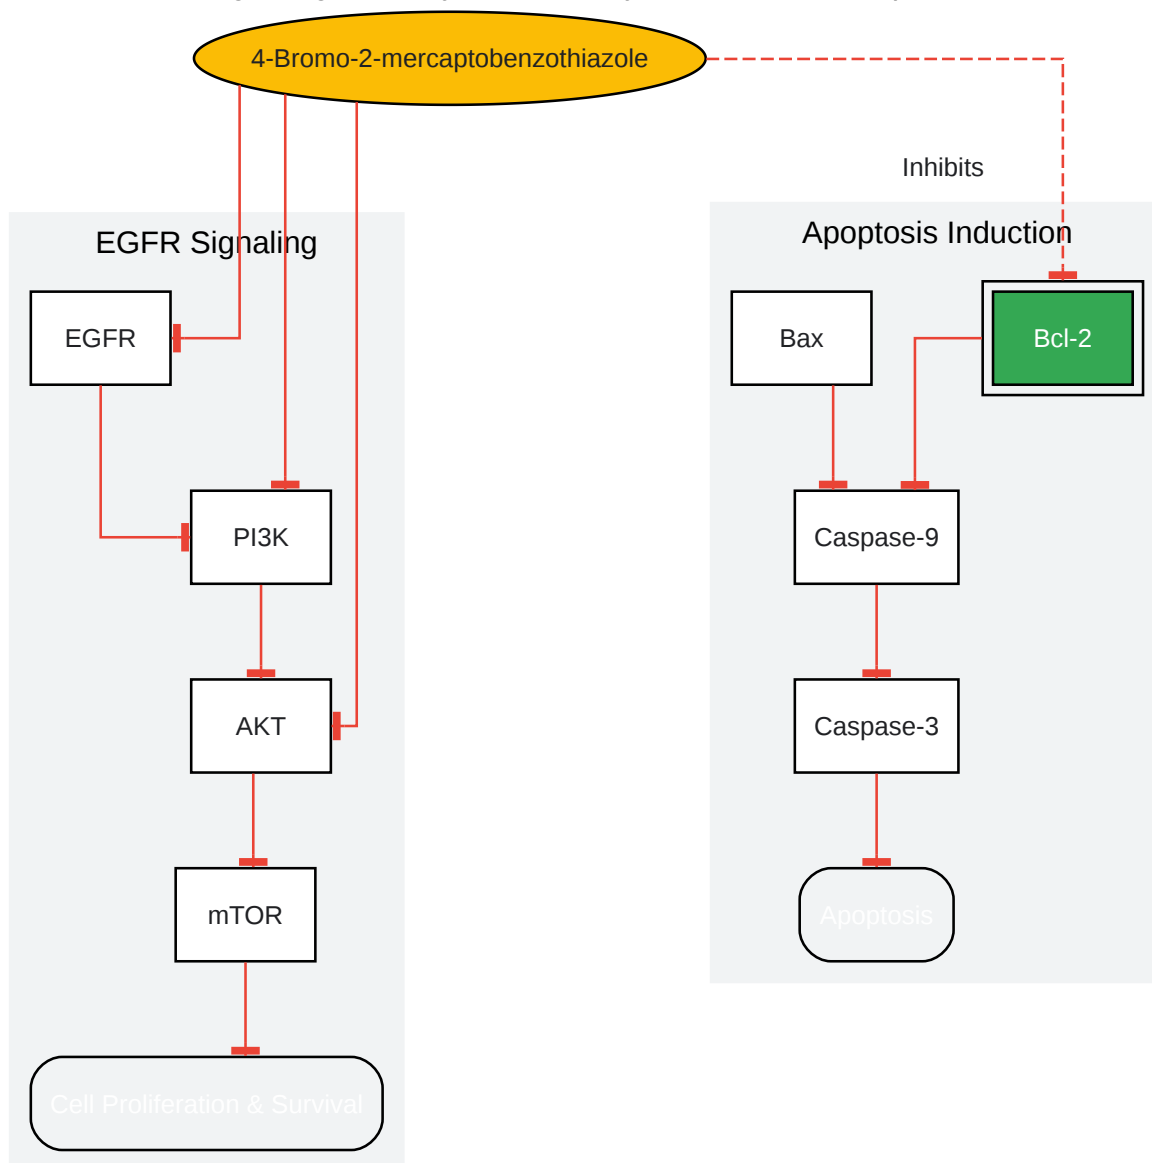 4-Bromo-2-mercaptobenzothiazole
Inhibits
EGFR Signaling
EGFR
PI3K
AKT
mTOR
Cell Proliferation & Survival
Apoptosis Induction
Bax
Bcl-2
Caspase-9
Caspase-3
Apoptosis